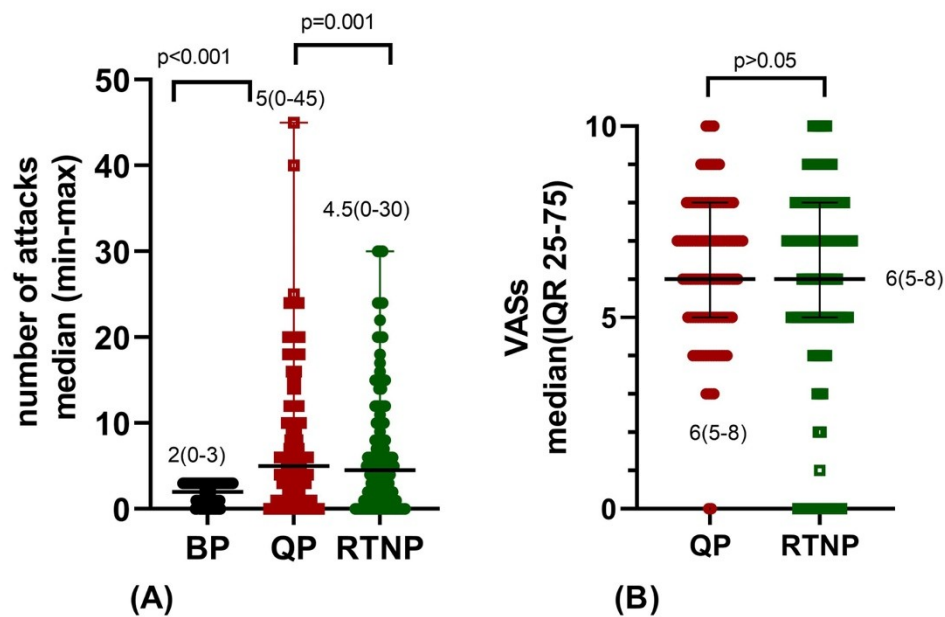 p<0.001
p=0.001
50
40
30
20
10
0
number of attacks
median (min-max)
5(0-45)
4.5(0-30)
2(0-3)
BP
QP
RTNP
(A)
p>0.05
10
5
0
VASs
median(IQR 25-75)
6(5-8)
6(5-8)
QP
RTNP
(B)